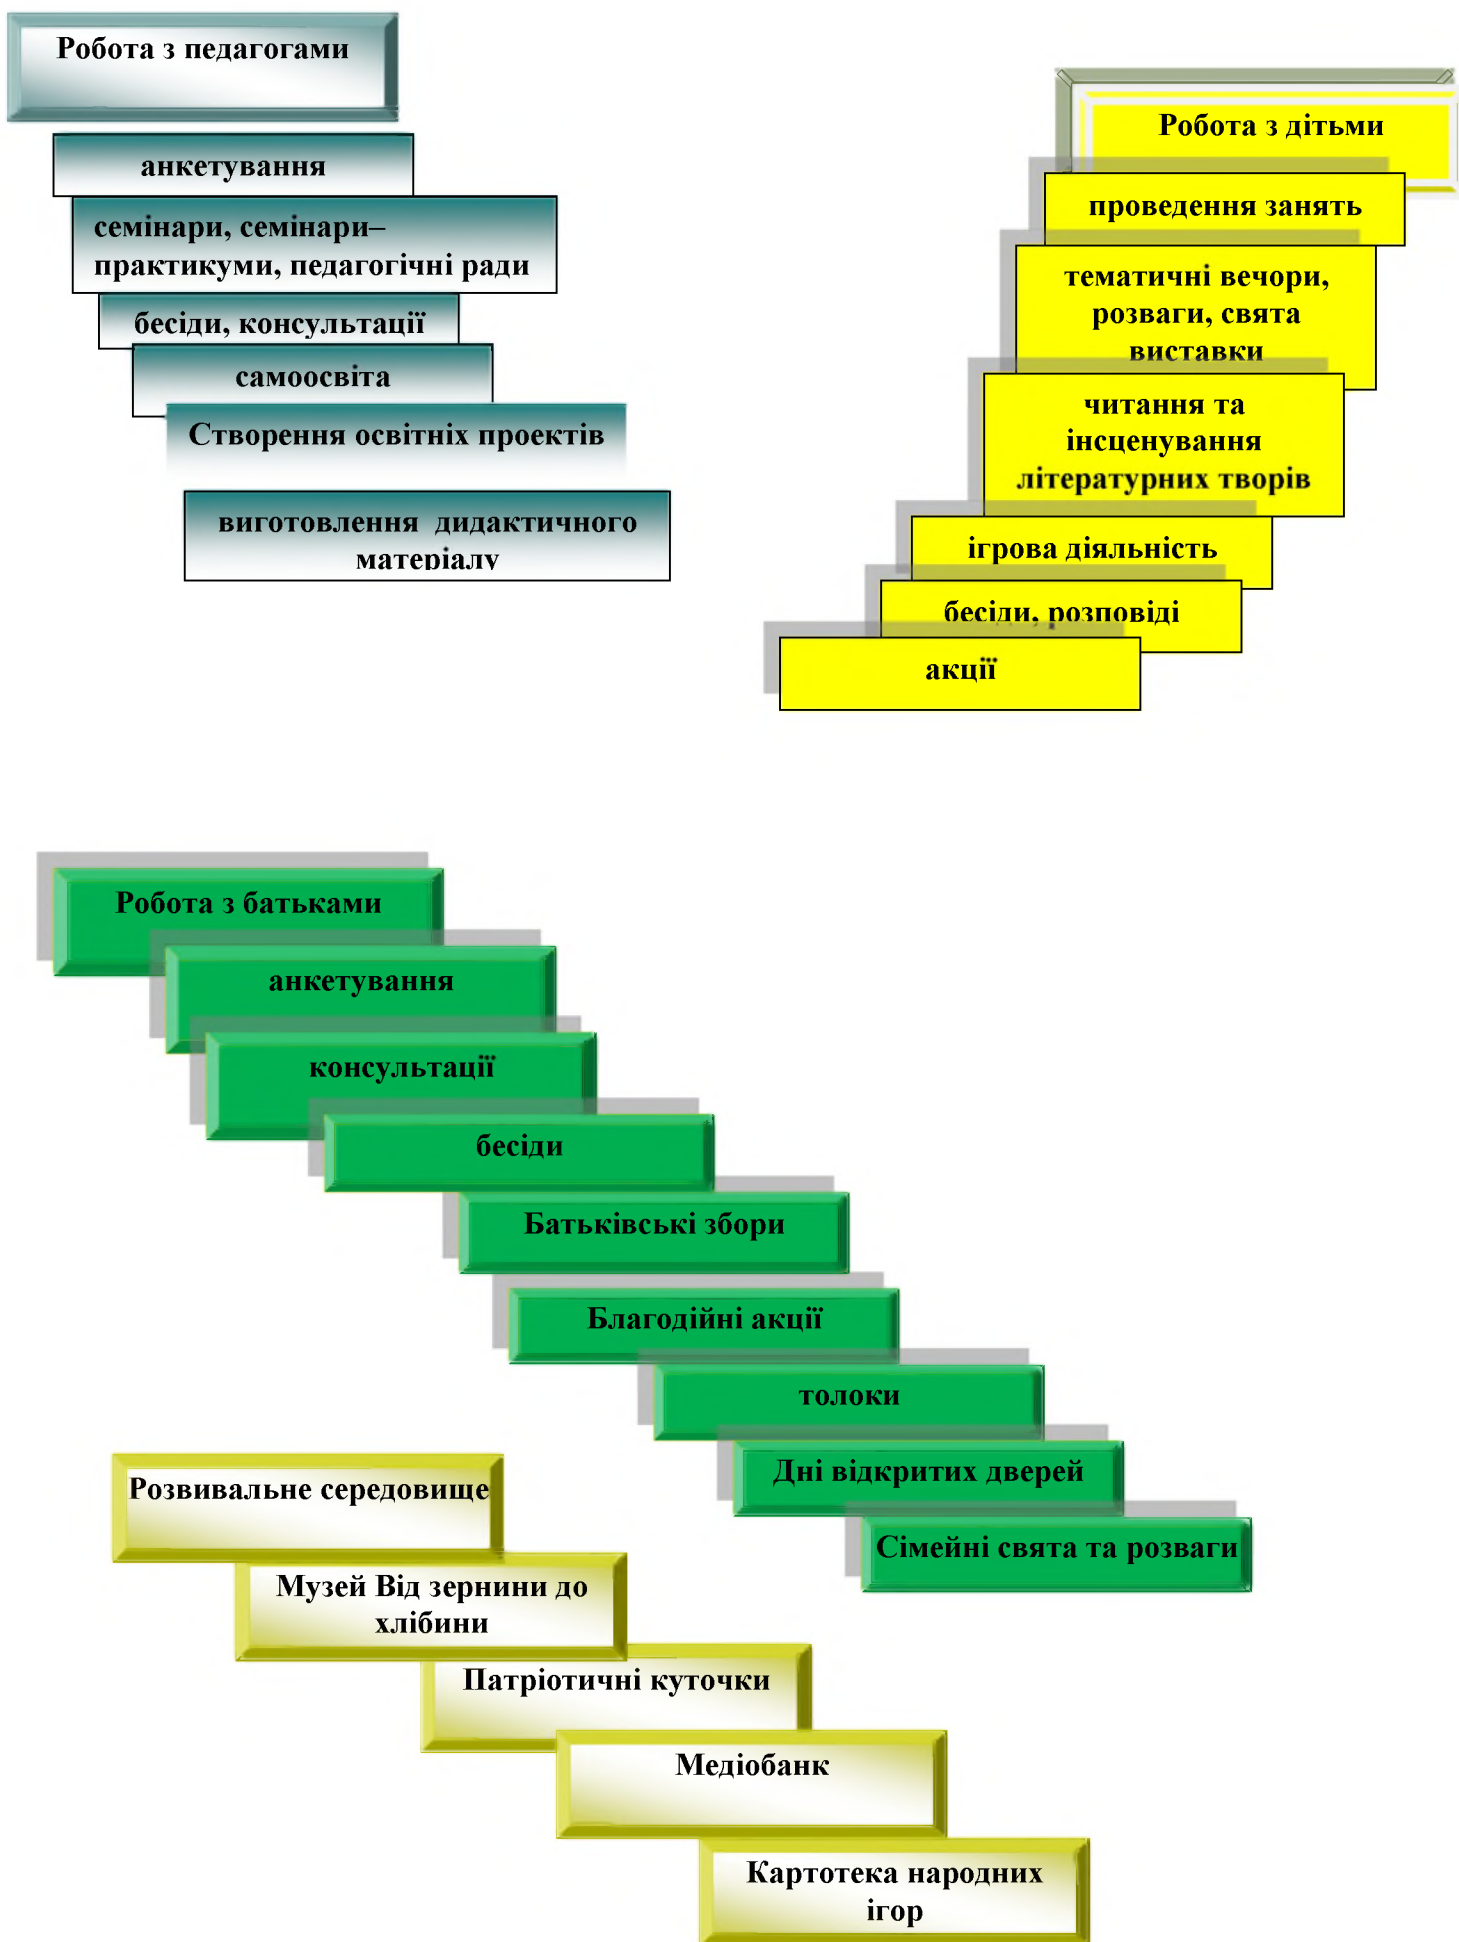 Робота з педагогами
анкетування
семінари, семінари–
практикуми, педагогічні ради
бесіди, консультації
самоосвіта
Створення освітніх проектів
виготовлення дидактичного
матеріалу
Робота з дітьми
проведення занять
тематичні вечори,
розваги, свята
виставки
читання та
інсценування
літературних творів
ігрова діяльність
бесіди, розповіді
акції
Робота з батьками
анкетування
консультації
бесіди
Батьківські збори
Благодійні акції
толоки
Дні відкритих дверей
Сімейні свята та розваги
Розвивальне середовище
Музей Від зернини до
хлібини
Патріотичні куточки
Медіобанк
Картотека народних
ігор